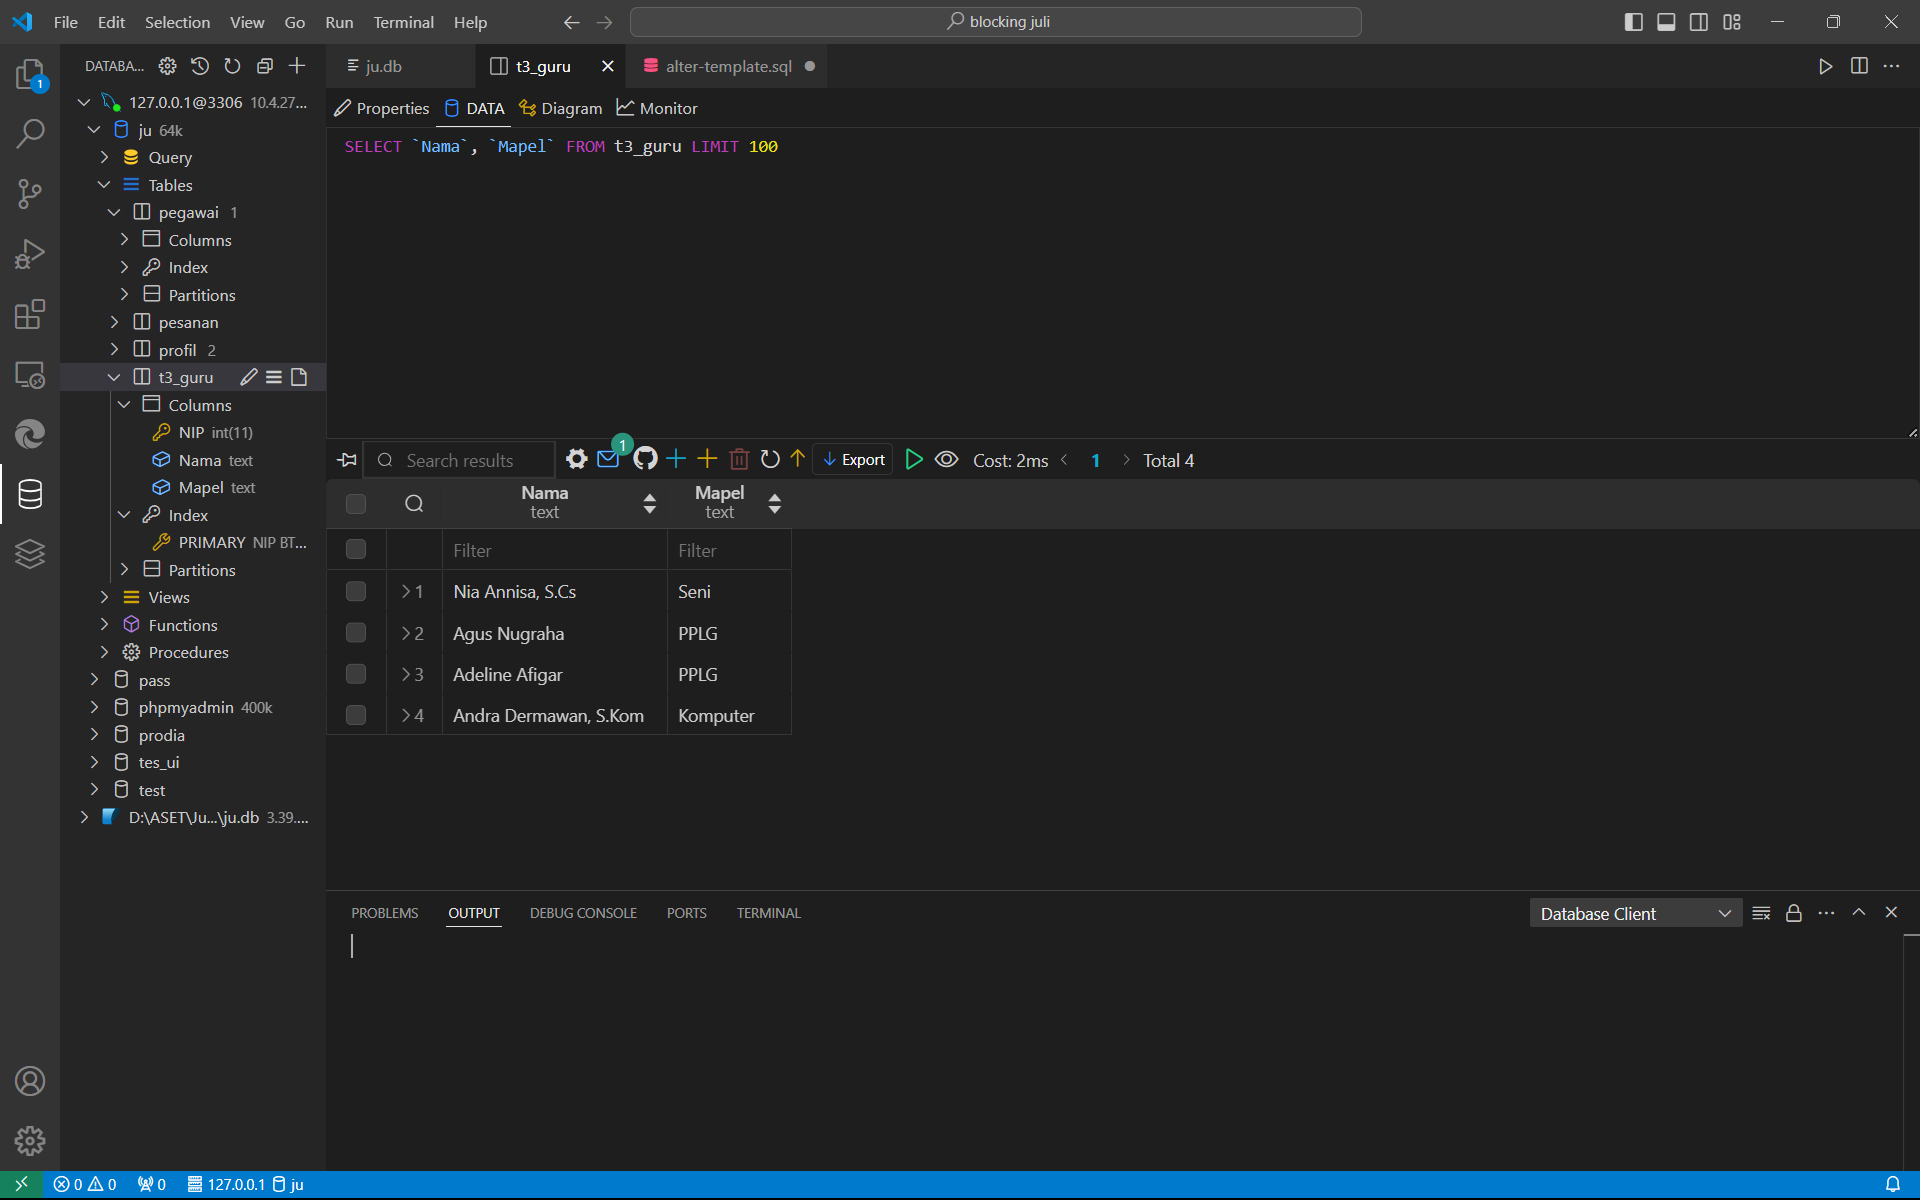 File Edit Selection View Go Run Terminal Help
blocking juli
1
DATABA...
ju.db
t3_guru
alter-template.sql
127.0.0.1@3306 10.4.27...
ju 64k
Query
Tables
pegawai 1
Columns
Index
Partitions
pesanan
profil 2
t3_guru
Columns
NIP int(11)
Nama text
Mapel text
Index
PRIMARY NIP BT...
Partitions
Views
Functions
Procedures
pass
phpmyadmin 400k
prodia
tes_ui
test
D:\ASET\Ju...\ju.db 3.39....
Properties DATA Diagram Monitor
SELECT `Nama`, `Mapel` FROM t3_guru LIMIT 100
Search results 1 Export Cost: 2ms 1 Total 4
Nama Mapel
text text
Filter Filter
1 Nia Annisa, S.Cs Seni
2 Agus Nugraha PPLG
3 Adeline Afigar PPLG
4 Andra Dermawan, S.Kom Komputer
PROBLEMS OUTPUT DEBUG CONSOLE PORTS TERMINAL
Database Client
0 0 0 127.0.0.1 ju